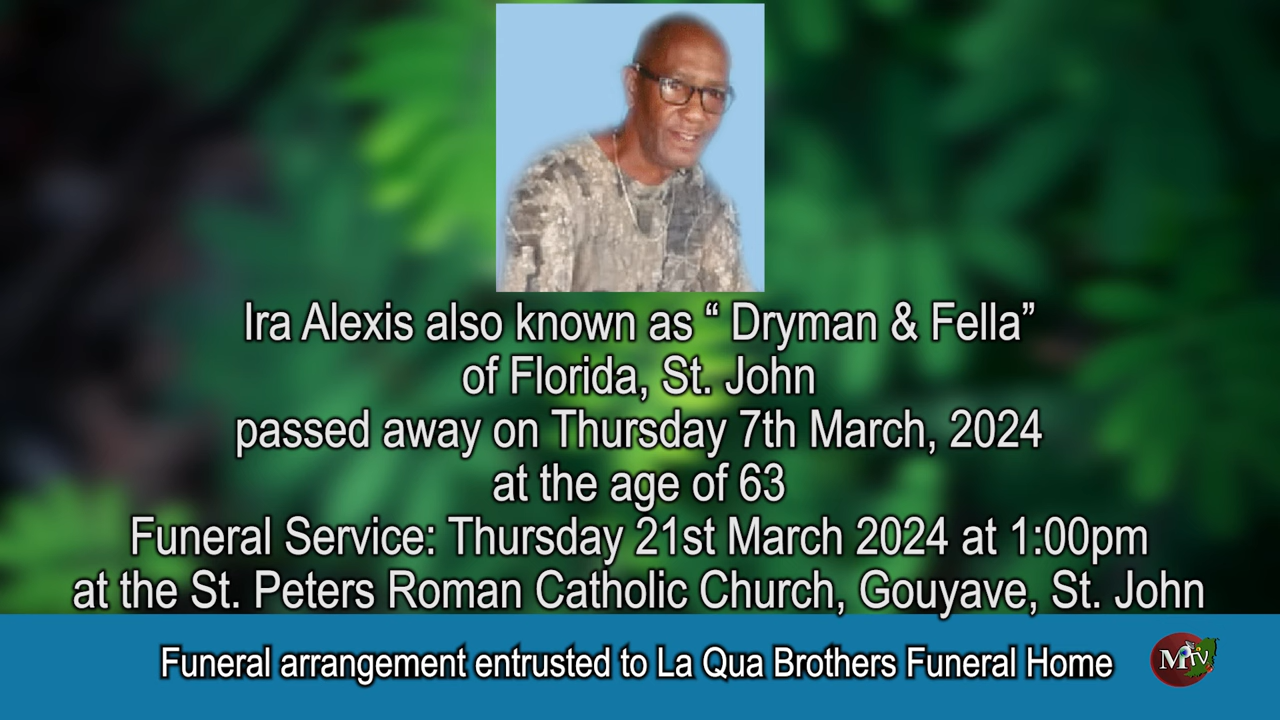 Ira Alexis also known as “ Dryman & Fella”
of Florida, St. John
passed away on Thursday 7th March, 2024
at the age of 63
Funeral Service: Thursday 21st March 2024 at 1:00pm
at the St. Peters Roman Catholic Church, Gouyave, St. John
Funeral arrangement entrusted to La Qua Brothers Funeral Home
MTV